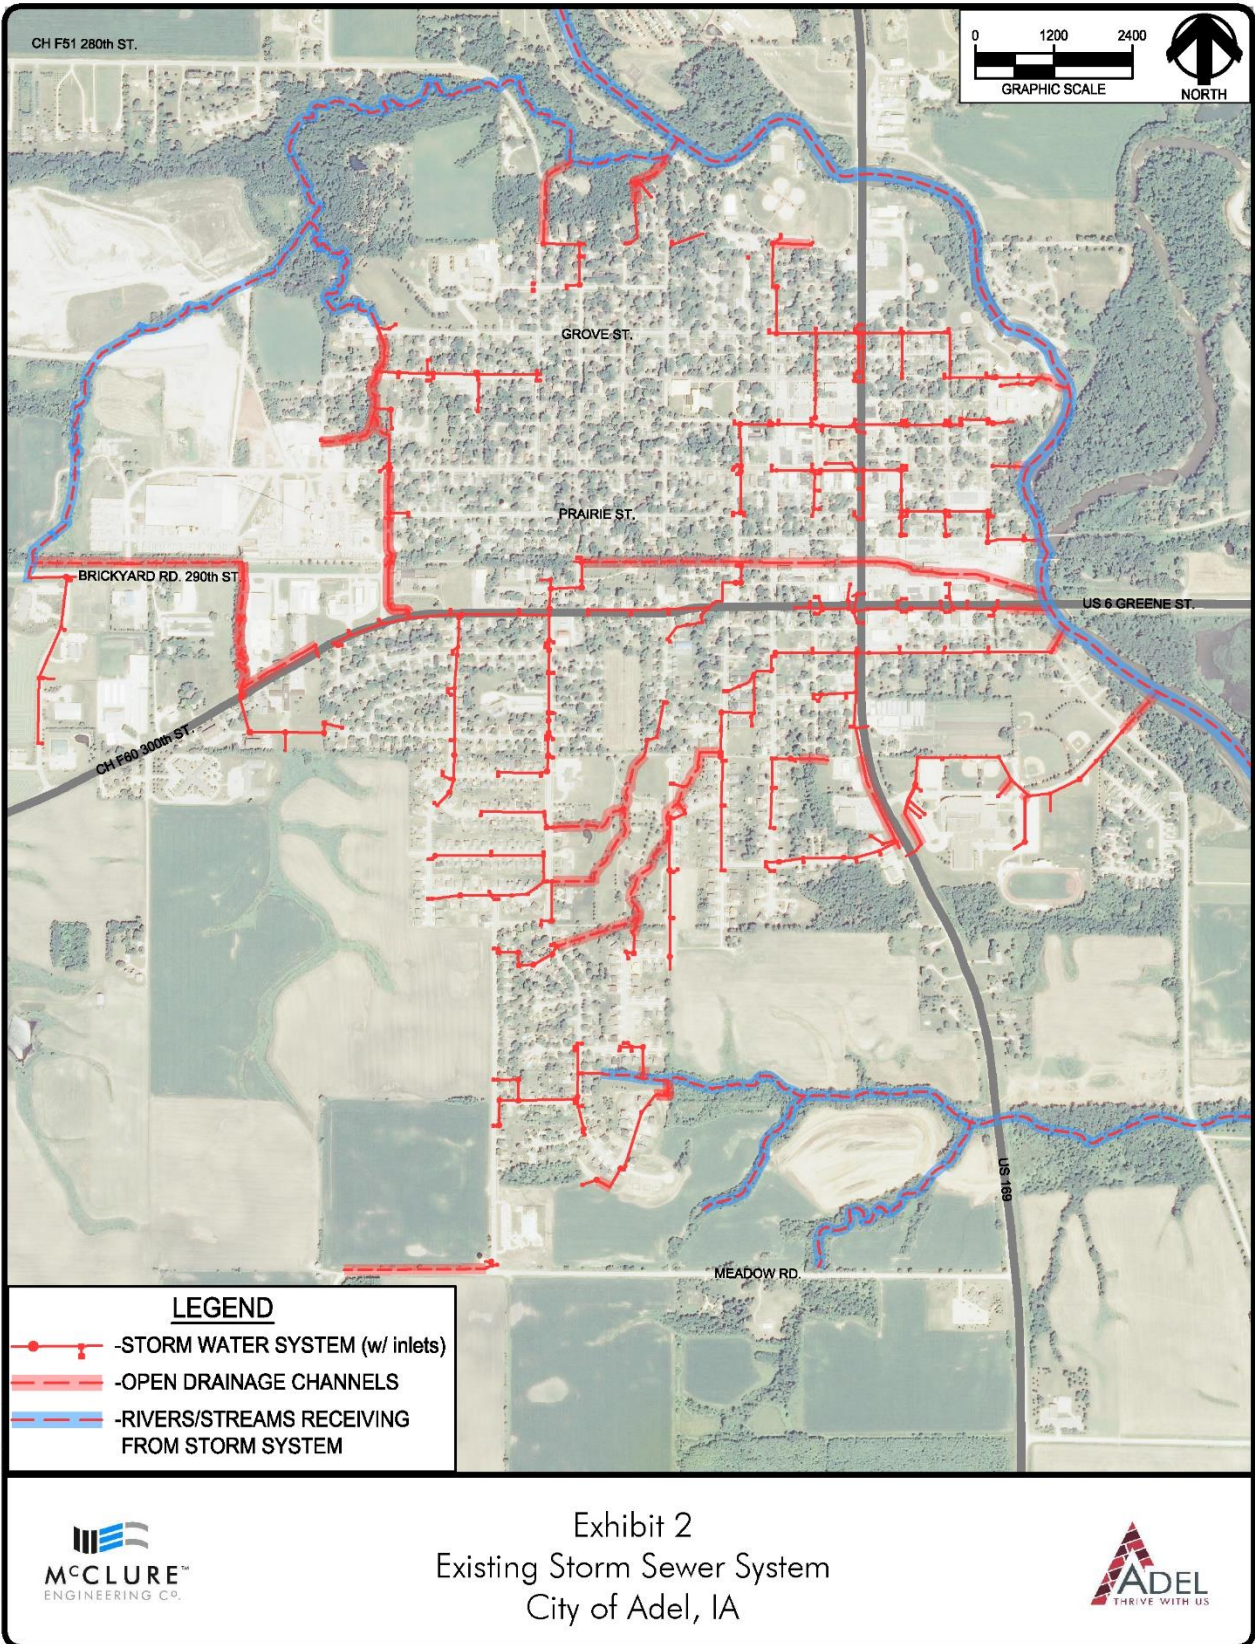 CH F51 280th ST.
0 1200 2400
GRAPHIC SCALE
NORTH
GROVE ST.
PRAIRIE ST.
BRICKYARD RD. 290th ST.
US 6 GREENE ST.
CH F60 300th ST.
US 169
MEADOW RD.
LEGEND
-STORM WATER SYSTEM (w/ inlets)
-OPEN DRAINAGE CHANNELS
-RIVERS/STREAMS RECEIVING
FROM STORM SYSTEM
McCLURE™
ENGINEERING Co.
Exhibit 2
Existing Storm Sewer System
City of Adel, IA
ADEL
THRIVE WITH US